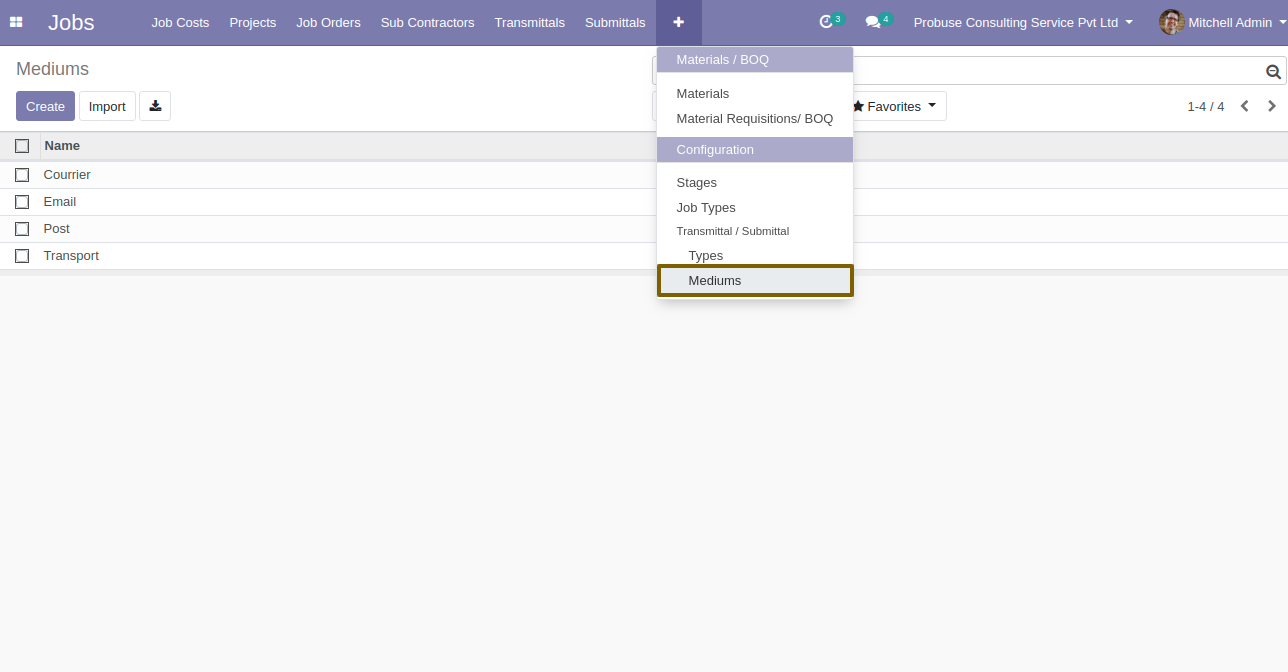 Jobs Job Costs Projects Job Orders Sub Contractors Transmittals Submittals 3 4 Probuse Consulting Service Pvt Ltd Mitchell Admin
Mediums
Create Import Favorites 1-4 / 4
Name
Courrier
Email
Post
Transport
Materials / BOQ
Materials
Material Requisitions/ BOQ
Configuration
Stages
Job Types
Transmittal / Submittal
Types
Mediums